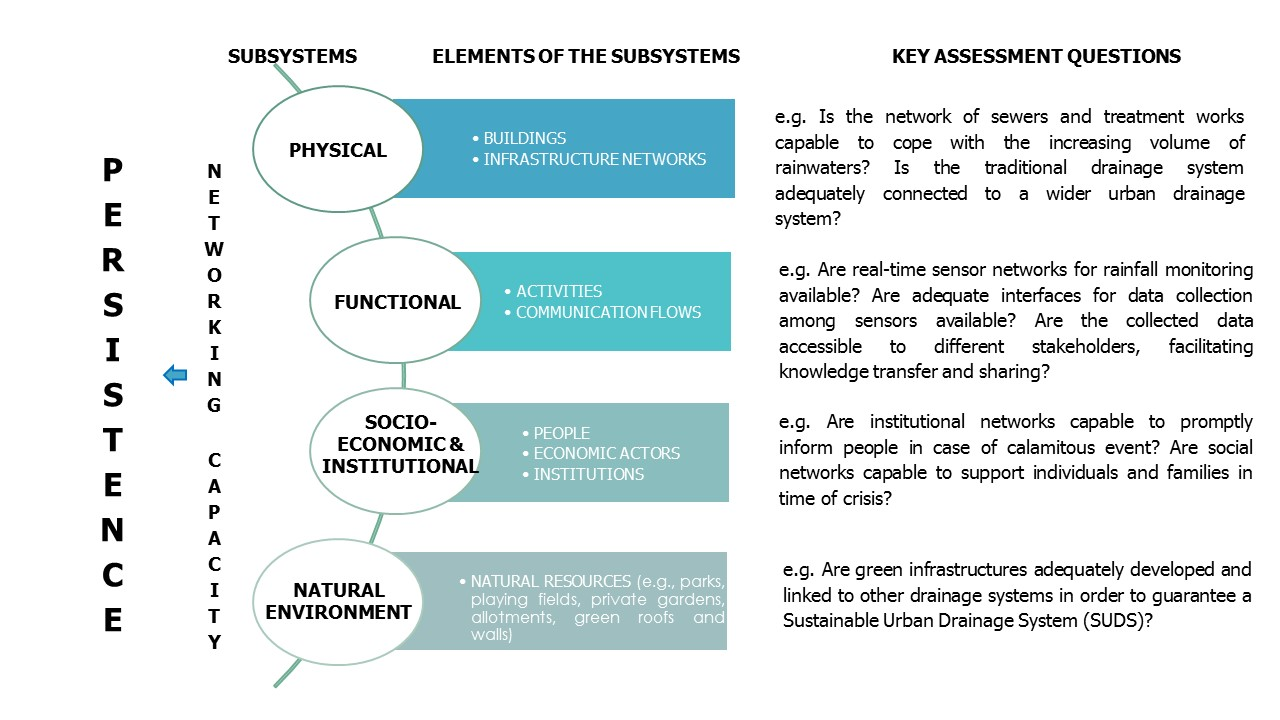 SUBSYSTEMS
ELEMENTS OF THE SUBSYSTEMS
KEY ASSESSMENT QUESTIONS
PERSISTENCE
NETWORKING CAPACITY
PHYSICAL
• BUILDINGS
• INFRASTRUCTURE NETWORKS
e.g. Is the network of sewers and treatment works
capable to cope with the increasing volume of
rainwaters? Is the traditional drainage system
adequately connected to a wider urban drainage
system?
FUNCTIONAL
• ACTIVITIES
• COMMUNICATION FLOWS
e.g. Are real-time sensor networks for rainfall monitoring
available? Are adequate interfaces for data collection
among sensors available? Are the collected data
accessible to different stakeholders, facilitating
knowledge transfer and sharing?
SOCIO-
ECONOMIC &
INSTITUTIONAL
• PEOPLE
• ECONOMIC ACTORS
• INSTITUTIONS
e.g. Are institutional networks capable to promptly
inform people in case of calamitous event? Are social
networks capable to support individuals and families in
time of crisis?
NATURAL
ENVIRONMENT
• NATURAL RESOURCES (e.g., parks,
playing fields, private gardens,
allotments, green roofs and
walls)
e.g. Are green infrastructures adequately developed and
linked to other drainage systems in order to guarantee a
Sustainable Urban Drainage System (SUDS)?